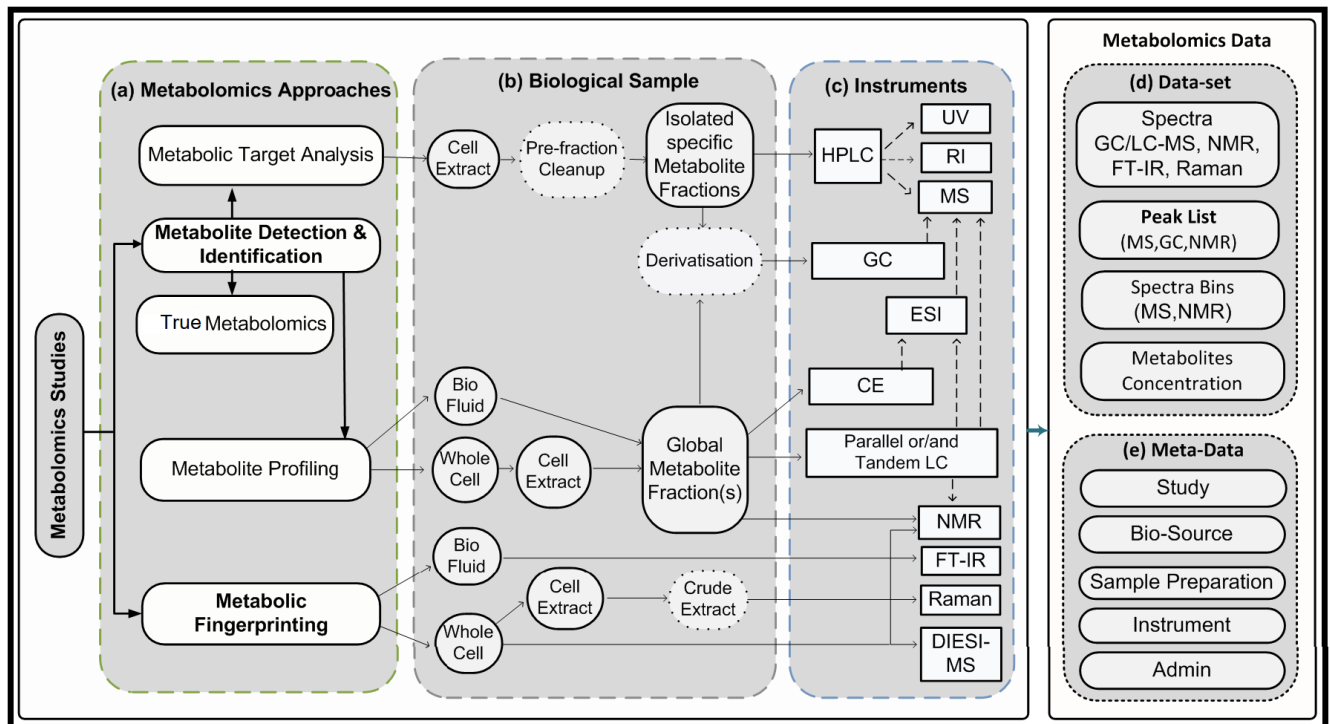 Metabolomics Studies
(a) Metabolomics Approaches
Metabolic Target Analysis
Metabolite Detection &
Identification
True Metabolomics
Metabolite Profiling
Metabolic
Fingerprinting
(b) Biological Sample
Cell
Extract
Pre-fraction
Cleanup
Isolated
specific
Metabolite
Fractions
Derivatisation
Bio
Fluid
Whole
Cell
Cell
Extract
Global
Metabolite
Fraction(s)
Bio
Fluid
Cell
Extract
Crude
Extract
Whole
Cell
(c) Instruments
HPLC
UV
RI
MS
GC
ESI
CE
Parallel or/and
Tandem LC
NMR
FT-IR
Raman
DIESI-
MS
Metabolomics Data
(d) Data-set
Spectra
GC/LC-MS, NMR,
FT-IR, Raman
Peak List
(MS,GC,NMR)
Spectra Bins
(MS,NMR)
Metabolites
Concentration
(e) Meta-Data
Study
Bio-Source
Sample Preparation
Instrument
Admin